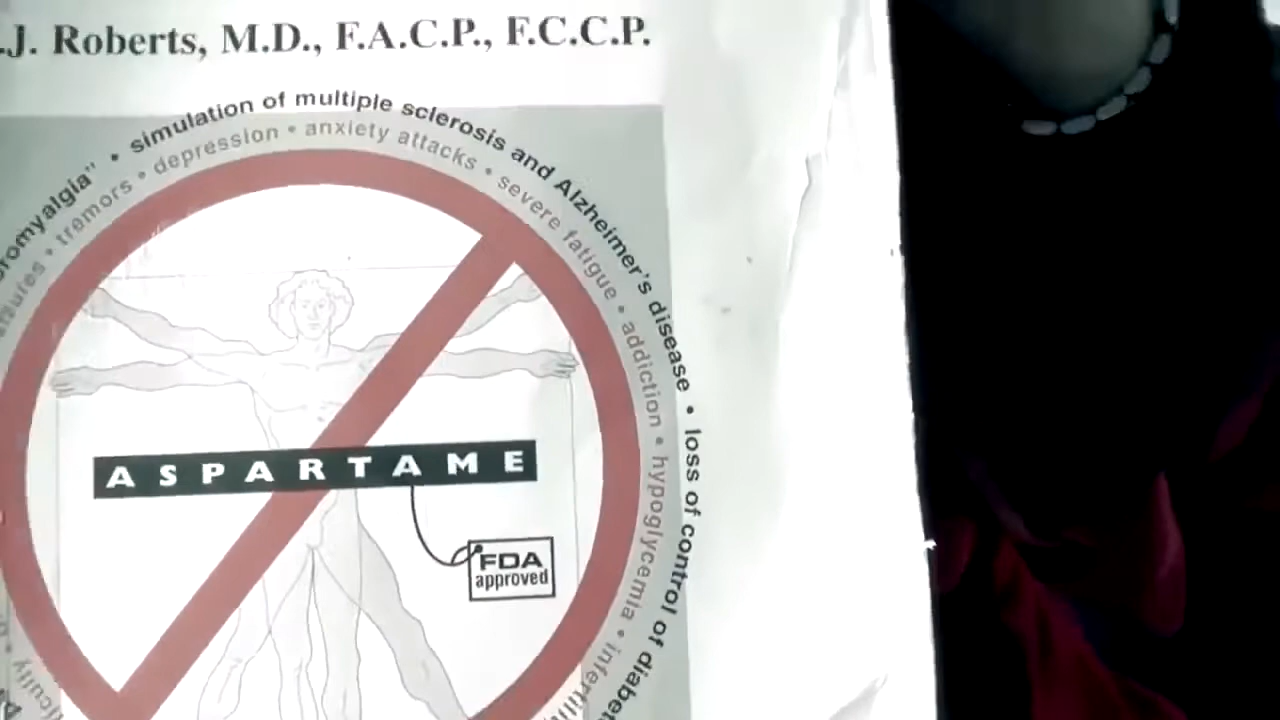 .J. Roberts, M.D., F.A.C.P., F.C.C.P.
simulation of multiple sclerosis and Alzheimer's disease • loss of control of
tremors • depression • anxiety attacks • severe fatigue • addiction • hypoglycemia •
ASPARTAME
FDA
approved